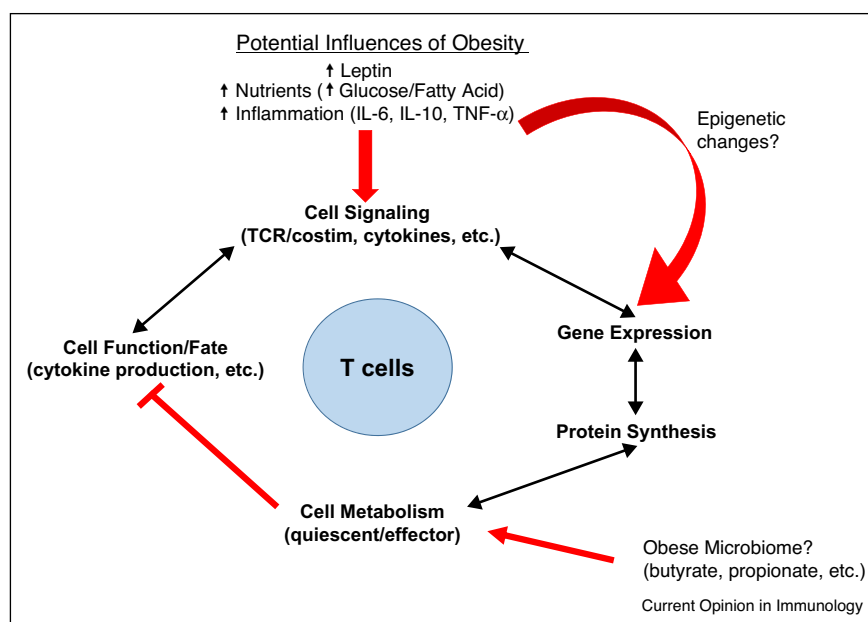 Potential Influences of Obesity
↑ Leptin
↑ Nutrients (↑ Glucose/Fatty Acid)
↑ Inflammation (IL-6, IL-10, TNF-α)
Epigenetic
changes?
Cell Signaling
(TCR/costim, cytokines, etc.)
Gene Expression
Cell Function/Fate
(cytokine production, etc.)
T cells
Protein Synthesis
Cell Metabolism
(quiescent/effector)
Obese Microbiome?
(butyrate, propionate, etc.)
Current Opinion in Immunology